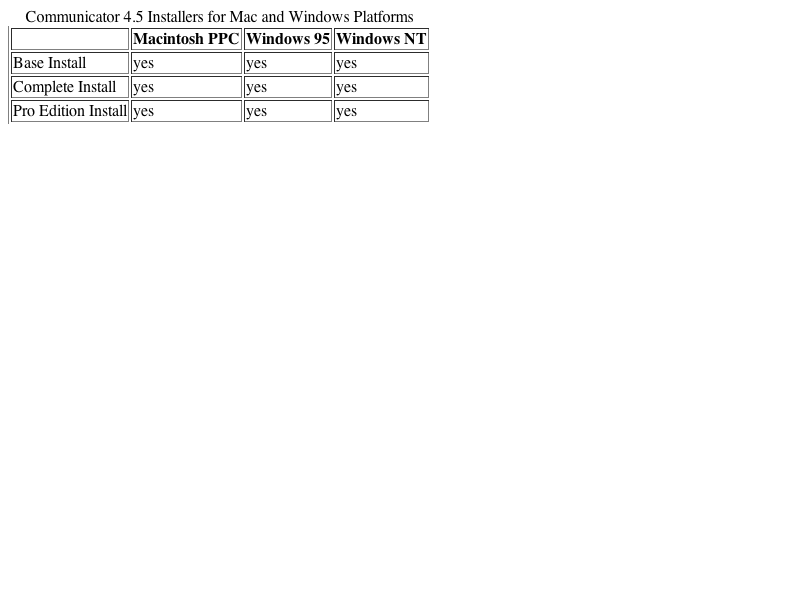 Communicator 4.5 Installers for Mac and Windows Platforms
Macintosh PPC Windows 95 Windows NT
Base Install yes yes yes
Complete Install yes yes yes
Pro Edition Install yes yes yes